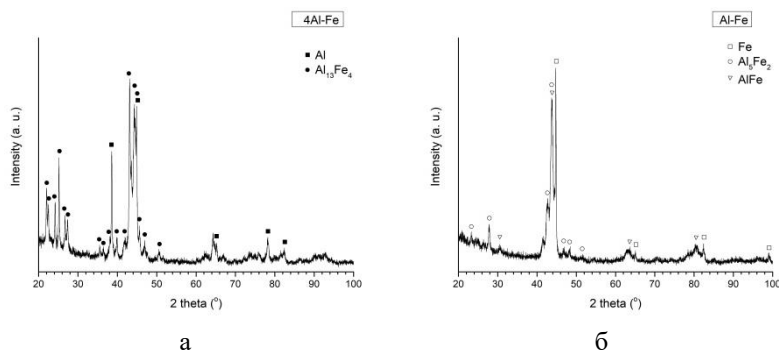 4Al-Fe
■ Al
● Al₁₃Fe₄
Intensity (a. u.)
20 30 40 50 60 70 80 90 100
2 theta (°)
а
Al-Fe
□ Fe
○ Al₅Fe₂
▽ AlFe
Intensity (a. u.)
20 30 40 50 60 70 80 90 100
2 theta (°)
б